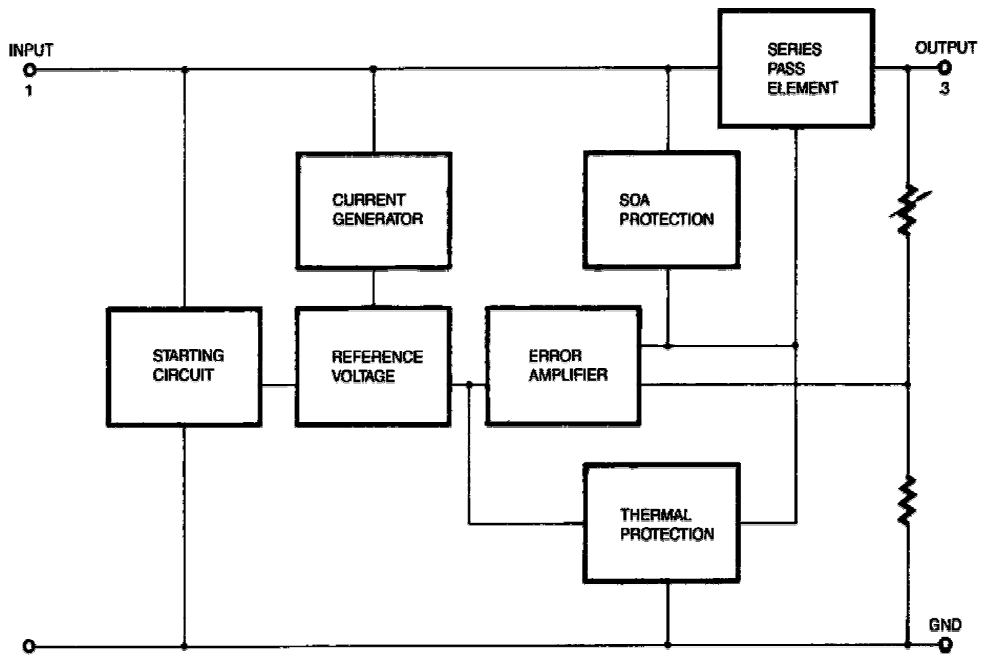 INPUT
1
SERIES
PASS
ELEMENT
OUTPUT
3
CURRENT
GENERATOR
SOA
PROTECTION
STARTING
CIRCUIT
REFERENCE
VOLTAGE
ERROR
AMPLIFIER
THERMAL
PROTECTION
GND